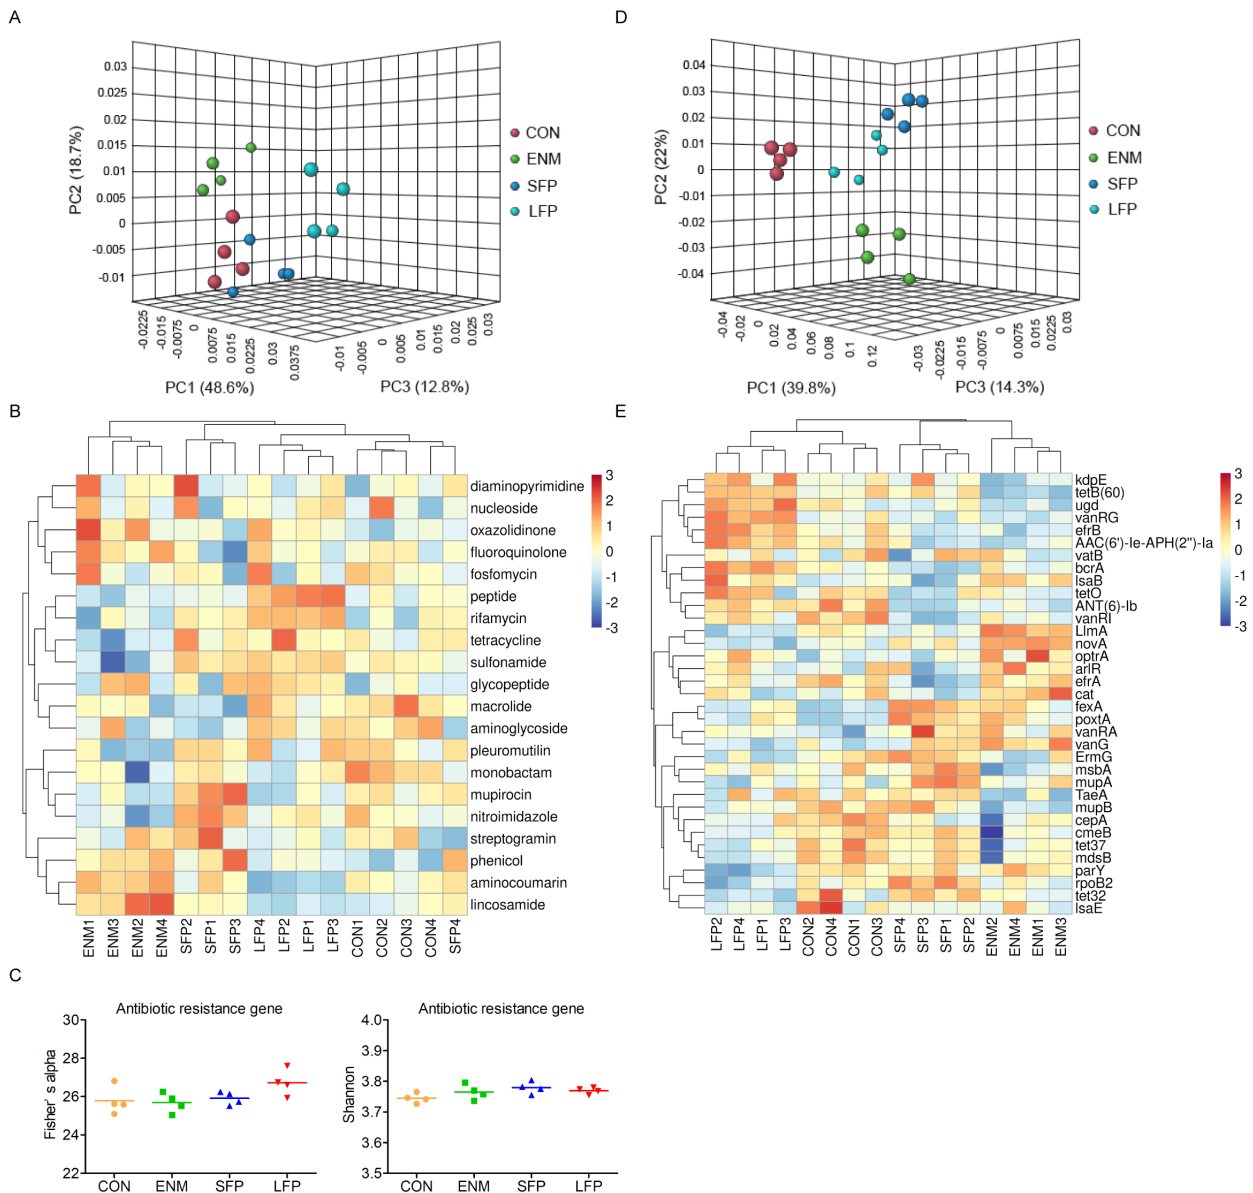 A
0.03
0.025
0.02
0.015
0.01
0.005
0
-0.005
-0.01
PC2 (18.7%)
-0.0225
-0.015
-0.0075
0
0.0075
0.015
0.0225
0.03
0.0375
PC1 (48.6%)
-0.01
-0.005
0
0.005
0.01
0.015
0.02
0.025
0.03
PC3 (12.8%)
CON
ENM
SFP
LFP
D
0.04
0.03
0.02
0.01
0
-0.01
-0.02
-0.03
-0.04
PC2 (22%)
-0.04
-0.02
0
0.02
0.04
0.06
0.08
0.1
0.12
PC1 (39.8%)
-0.03
-0.0225
-0.015
-0.0075
0
0.0075
0.015
0.0225
0.03
PC3 (14.3%)
CON
ENM
SFP
LFP
B
diaminopyrimidine
nucleoside
oxazolidinone
fluoroquinolone
fosfomycin
peptide
rifamycin
tetracycline
sulfonamide
glycopeptide
macrolide
aminoglycoside
pleuromutilin
monobactam
mupirocin
nitroimidazole
streptogramin
phenicol
aminocoumarin
lincosamide
ENM1
ENM3
ENM2
ENM4
SFP2
SFP1
SFP3
LFP4
LFP2
LFP1
LFP3
CON1
CON2
CON3
CON4
SFP4
3
2
1
0
-1
-2
-3
E
kdpE
tetB(60)
ugd
vanRG
efrB
AAC(6')-Ie-APH(2'')-Ia
vatB
bcrA
lsaB
tetO
ANT(6)-Ib
vanRI
LlmA
novA
optrA
arlR
efrA
cat
fexA
poxtA
vanRA
vanG
ErmG
msbA
mupA
TaeA
mupB
cepA
cmeB
tet37
mdsB
parY
rpoB2
tet32
lsaE
LFP2
LFP4
LFP1
LFP3
CON2
CON4
CON1
CON3
SFP4
SFP3
SFP1
SFP2
ENM2
ENM4
ENM1
ENM3
3
2
1
0
-1
-2
-3
C
Antibiotic resistance gene
30
28
26
24
22
Fisher' s alpha
CON
ENM
SFP
LFP
Antibiotic resistance gene
4.0
3.9
3.8
3.7
3.6
3.5
Shannon
CON
ENM
SFP
LFP